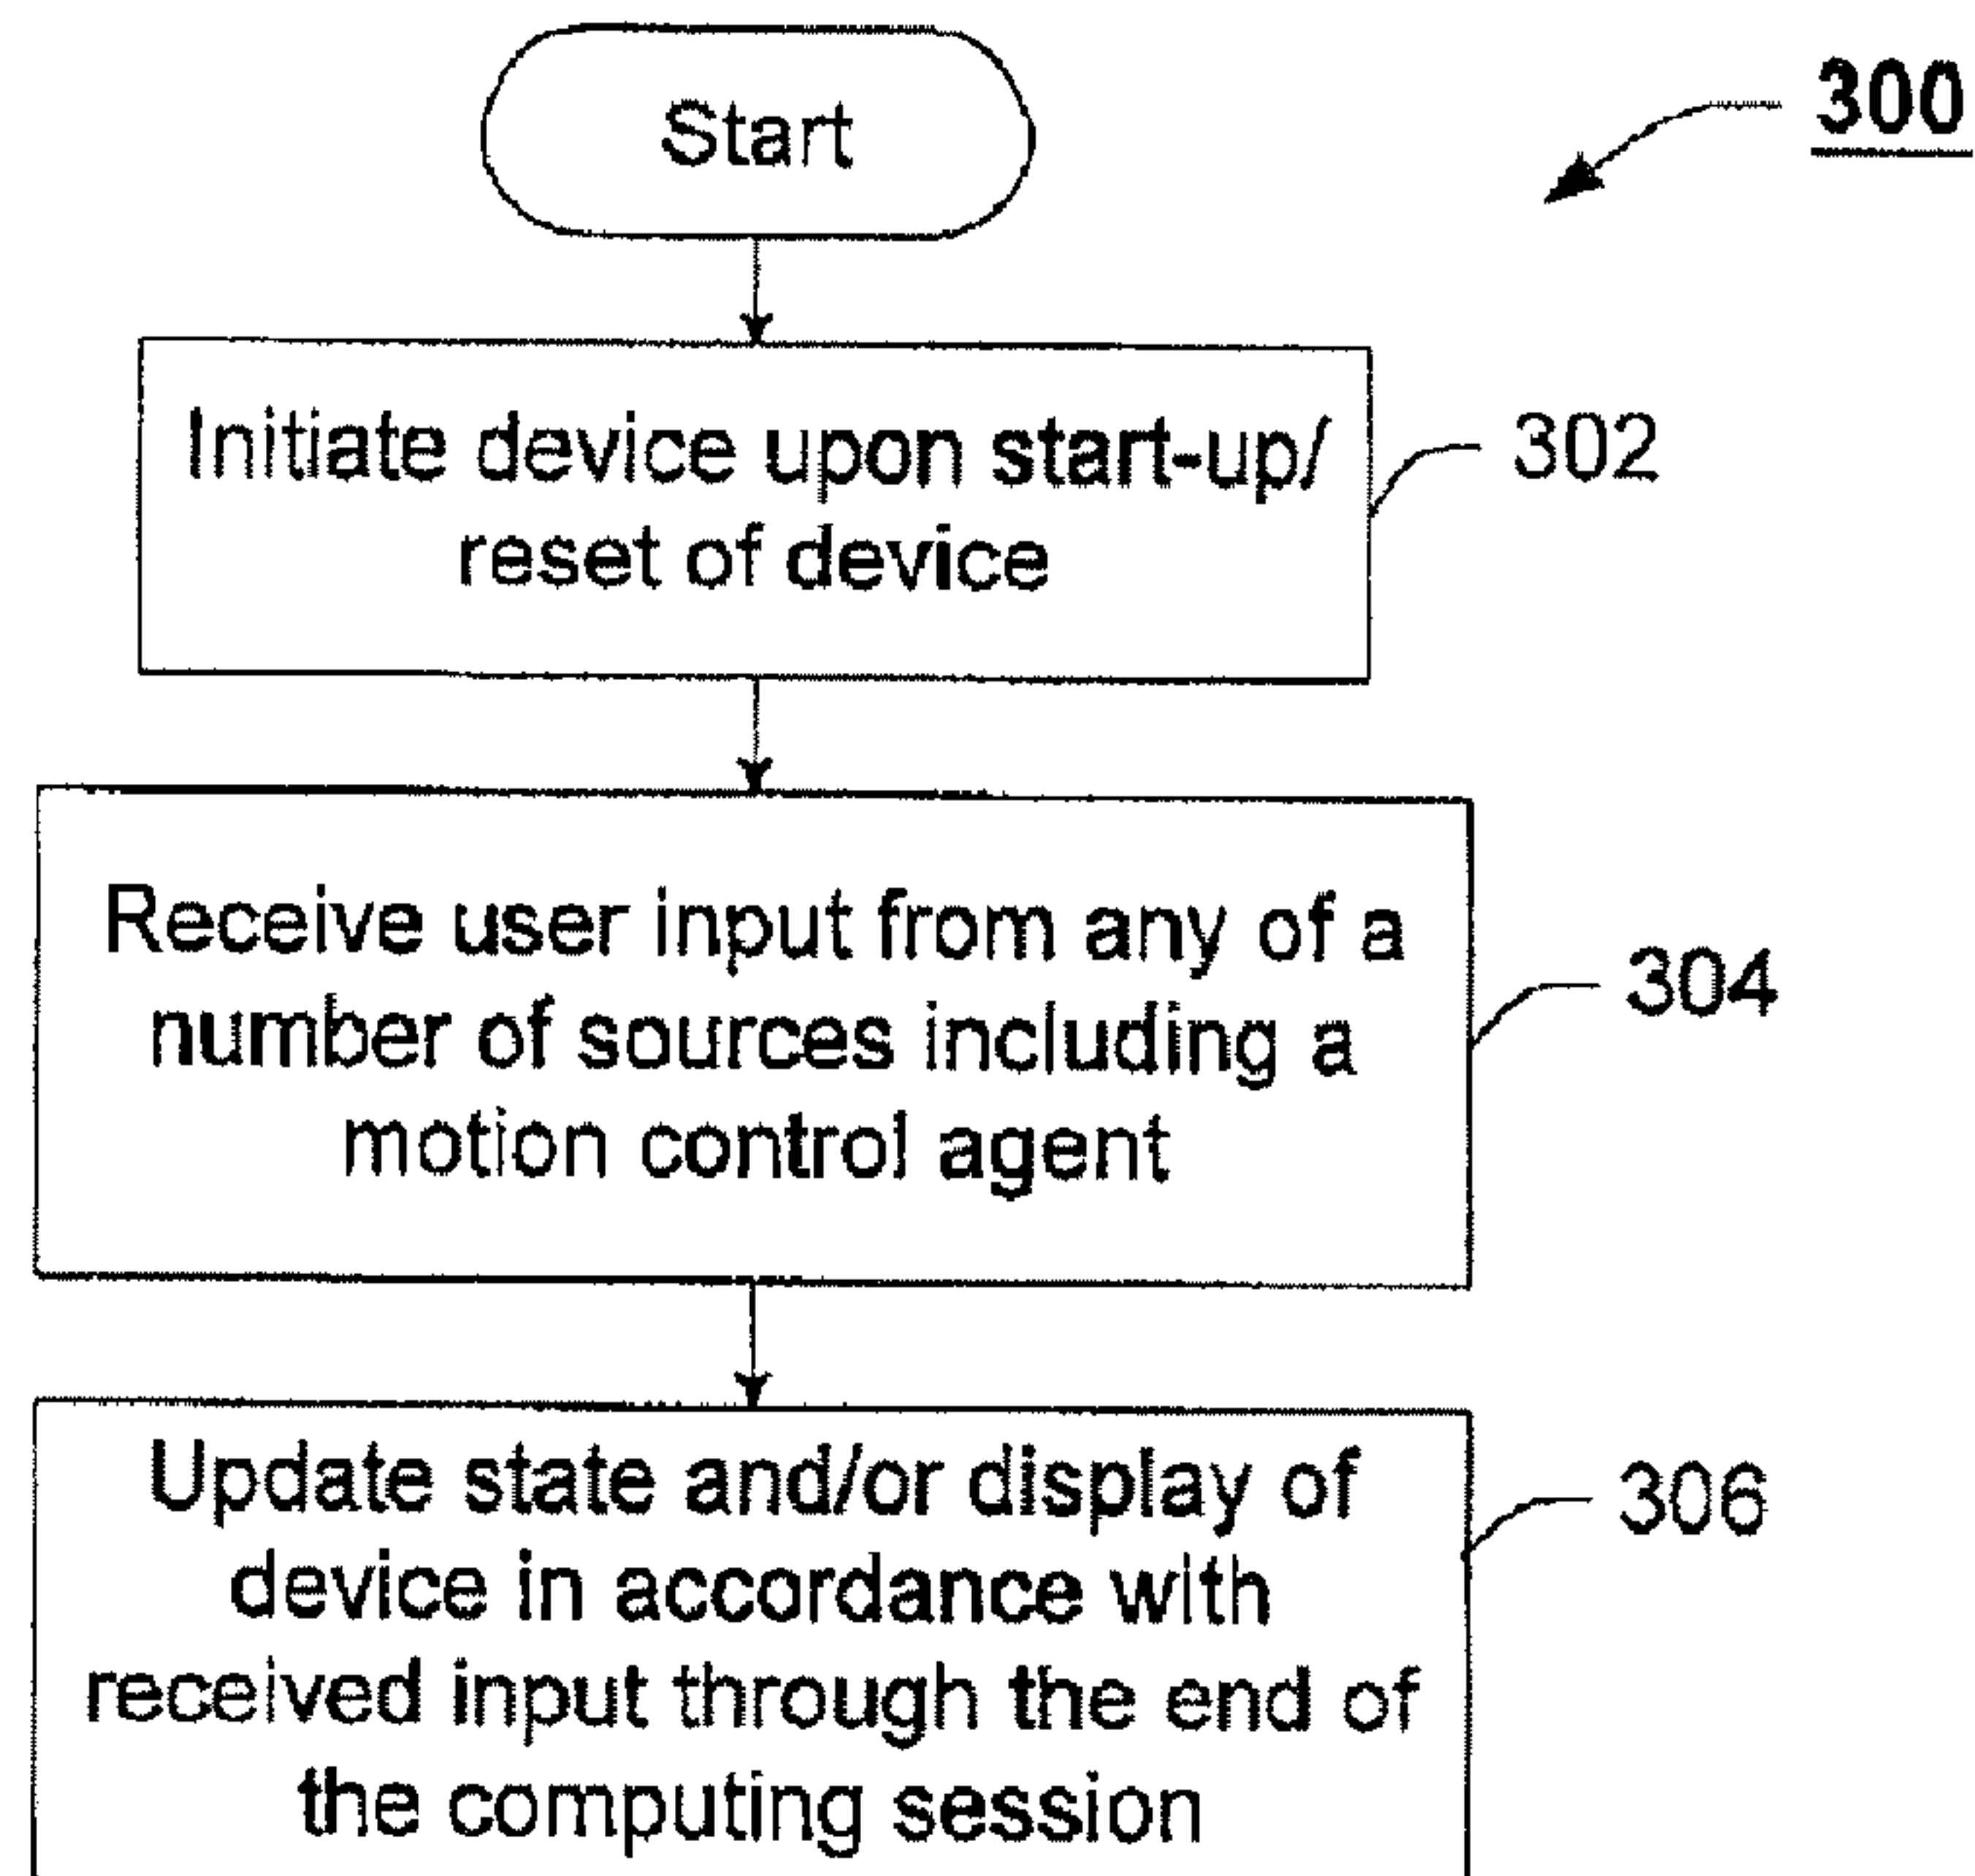 Start
300
Initiate device upon start-up/
reset of device
302
Receive user input from any of a
number of sources including a
motion control agent
304
Update state and/or display of
device in accordance with
received input through the end of
the computing session
306